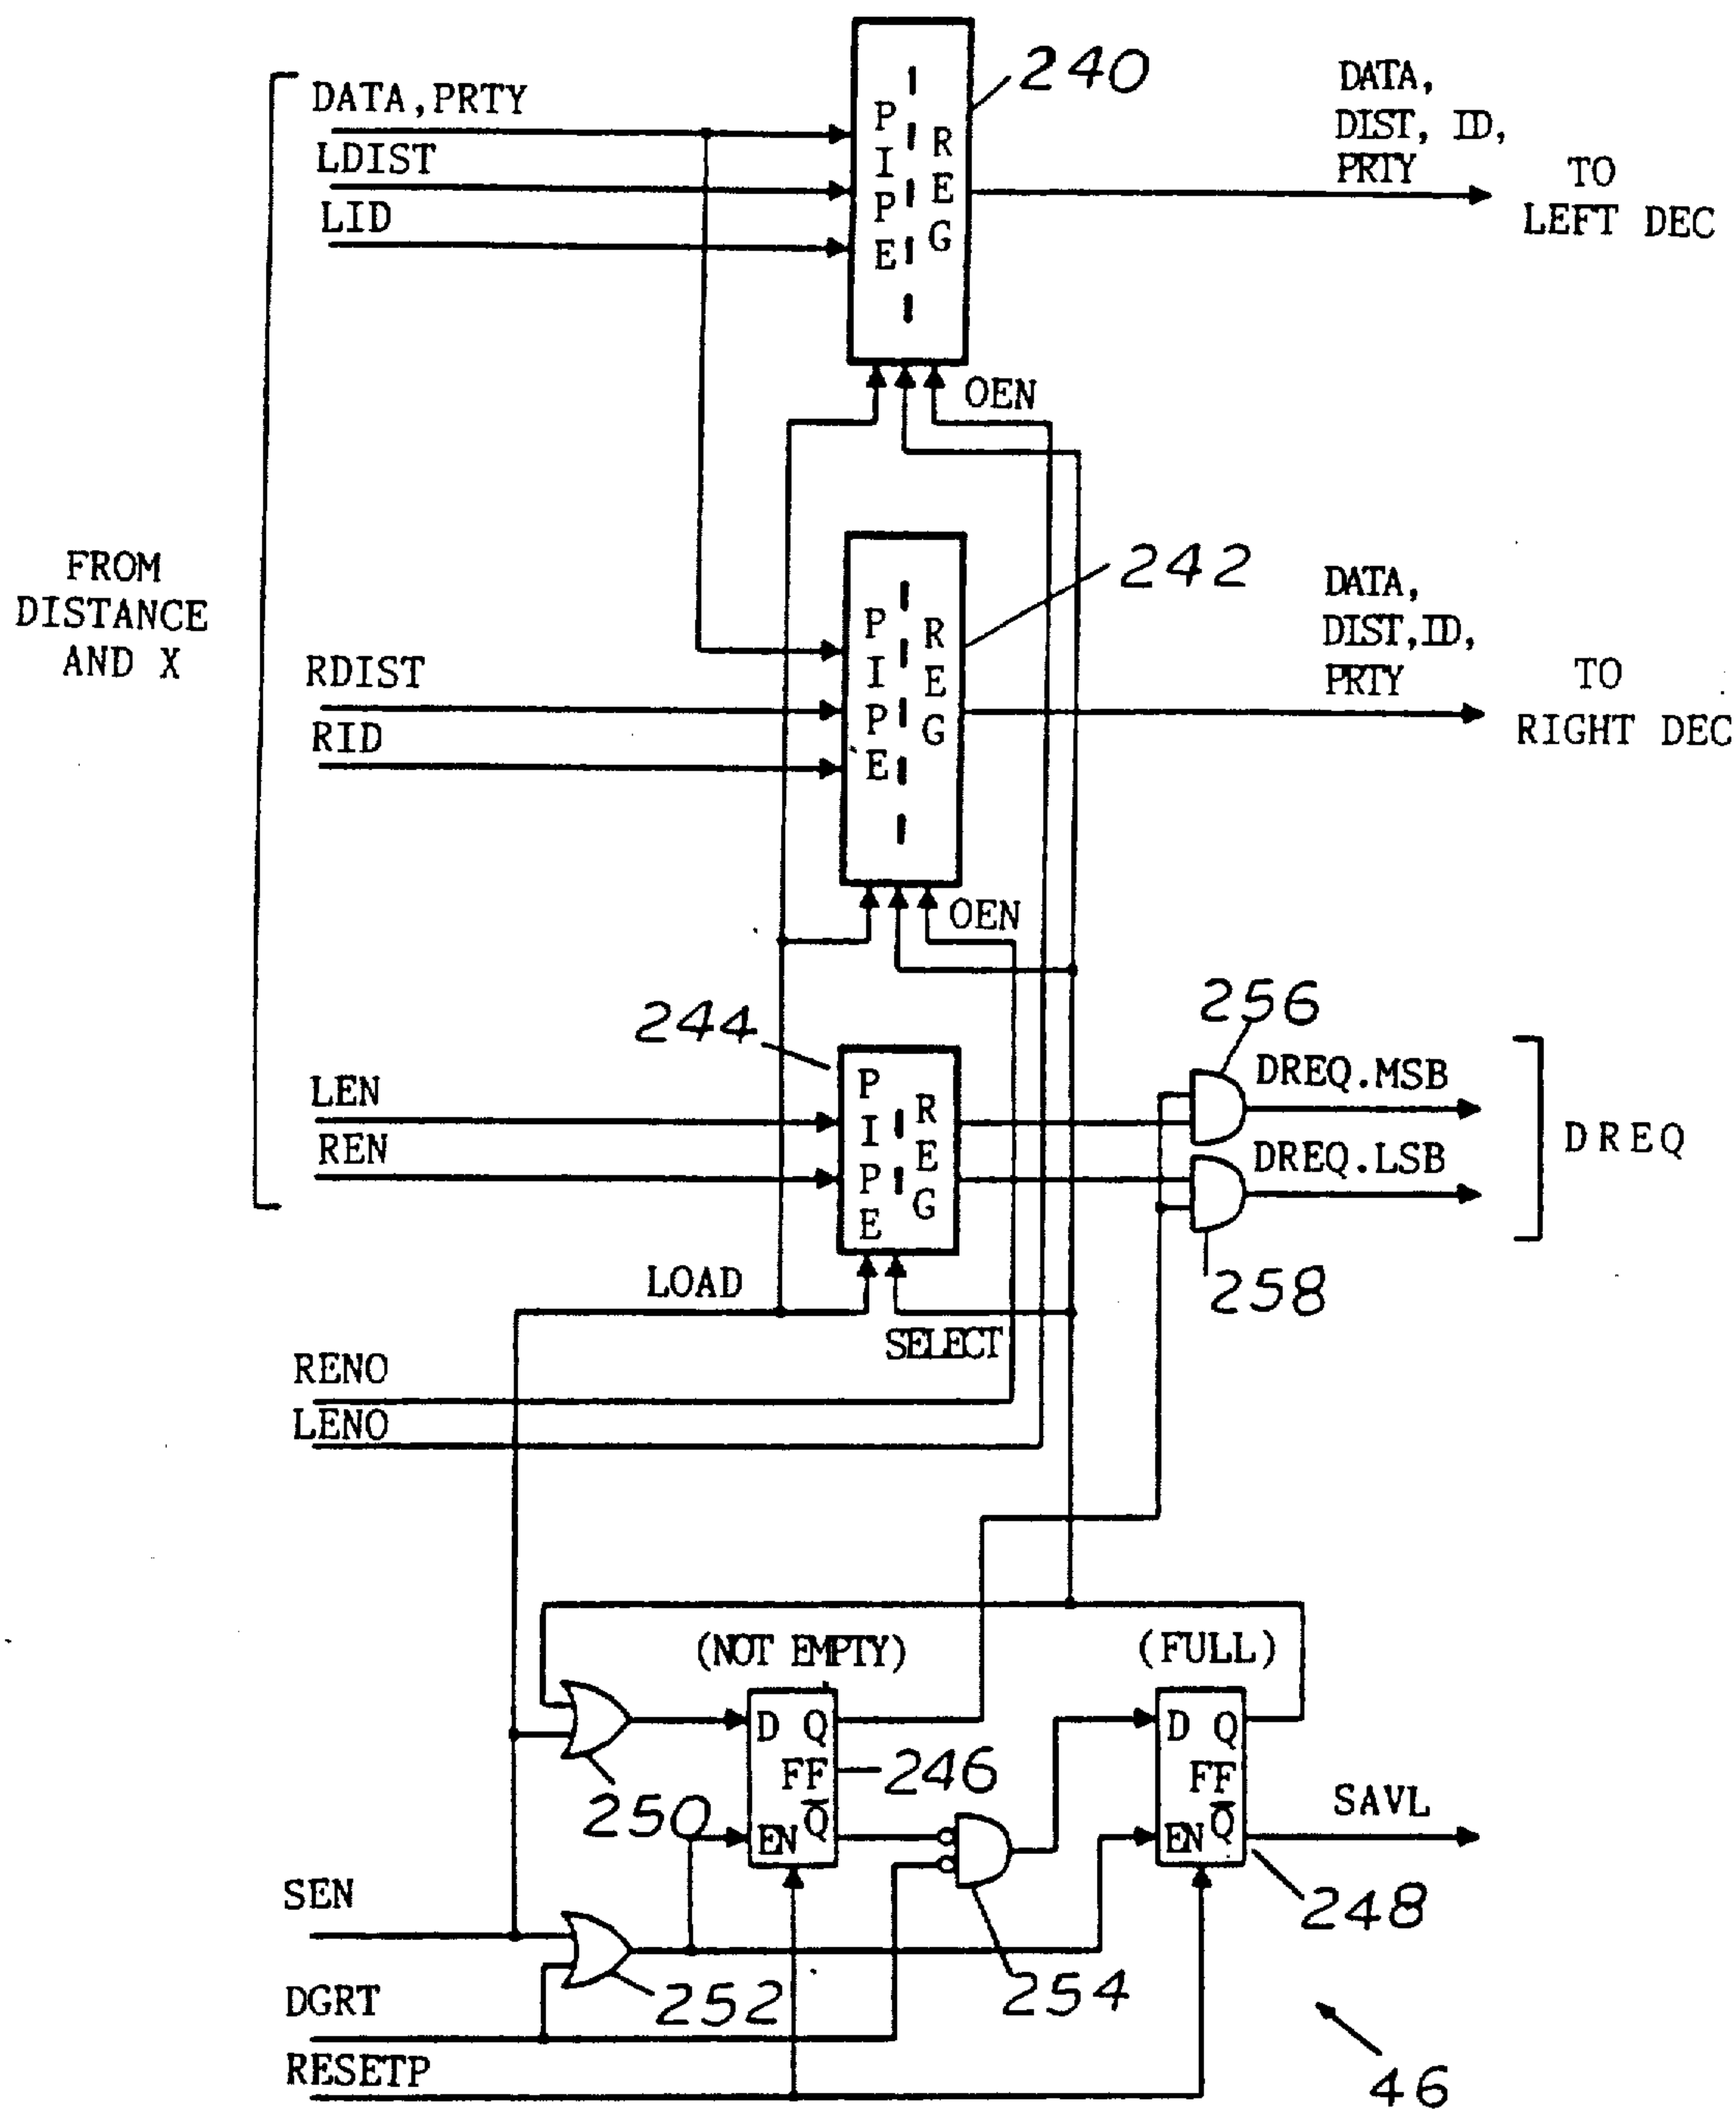 DATA,PRTY
LDIST
LID
PIPE
REG
240
DATA,
DIST, ID,
PRTY
TO
LEFT DEC
OEN
FROM
DISTANCE
AND X
RDIST
RID
PIPE
REG
242
DATA,
DIST,ID,
PRTY
TO
RIGHT DEC
OEN
244
LEN
REN
PIPE
REG
256
DREQ.MSB
DREQ.LSB
DREQ
258
LOAD
SELECT
RENO
LENO
(NOT EMPTY)
(FULL)
D Q
FF
EN Q̅
246
250
D Q
FF
EN Q̅
SAVL
248
SEN
252
254
DGRT
RESETP
46